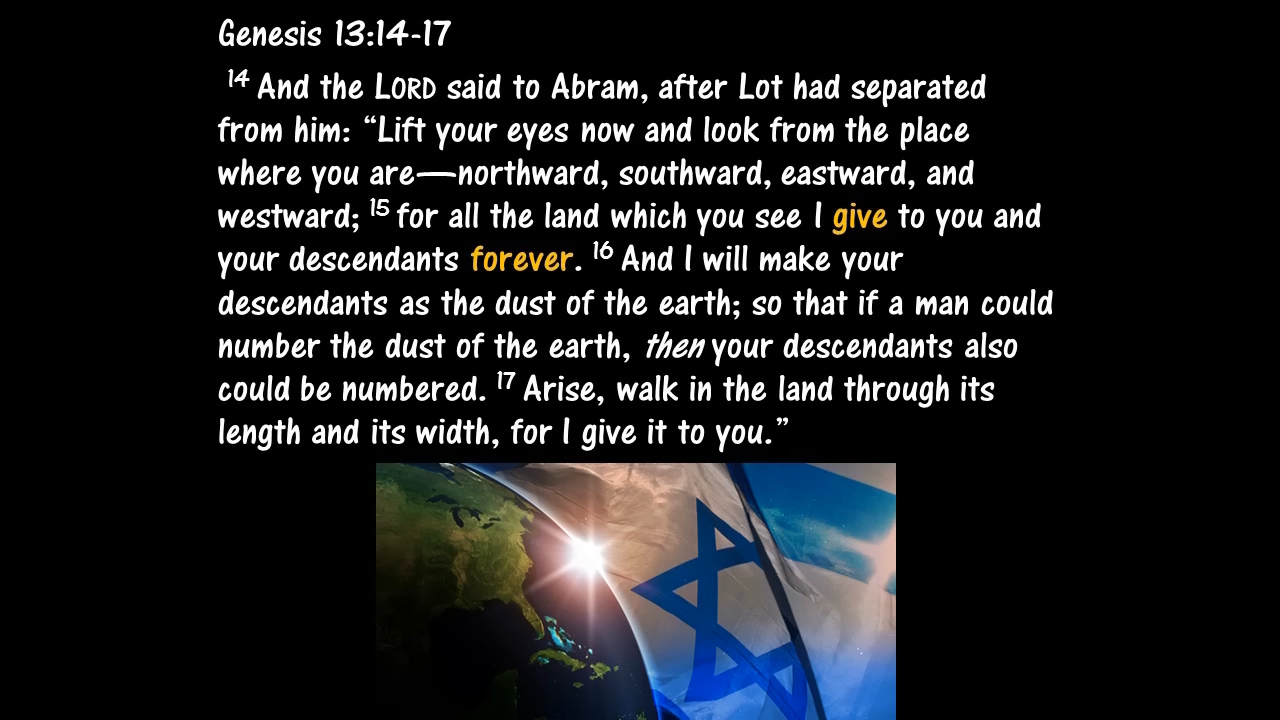 Genesis 13:14-17
14 And the LORD said to Abram, after Lot had separated
from him: “Lift your eyes now and look from the place
where you are—northward, southward, eastward, and
westward; 15 for all the land which you see I give to you and
your descendants forever. 16 And I will make your
descendants as the dust of the earth; so that if a man could
number the dust of the earth, then your descendants also
could be numbered. 17 Arise, walk in the land through its
length and its width, for I give it to you.”